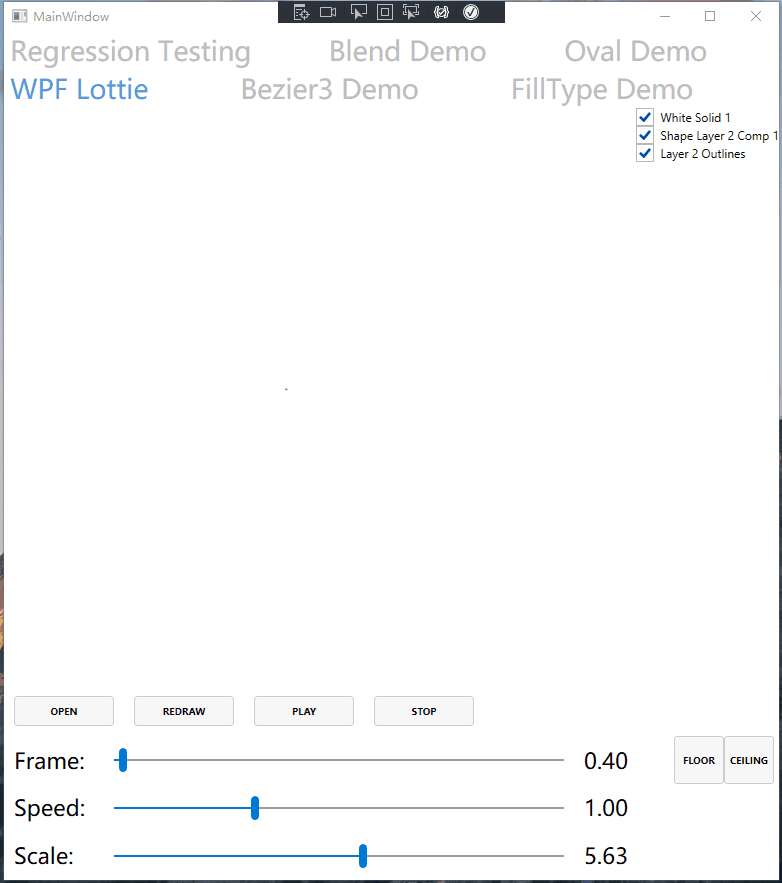 MainWindow
Regression Testing Blend Demo Oval Demo
WPF Lottie Bezier3 Demo FillType Demo
White Solid 1
Shape Layer 2 Comp 1
Layer 2 Outlines
OPEN REDRAW PLAY STOP
Frame: 0.40 FLOOR CEILING
Speed: 1.00
Scale: 5.63